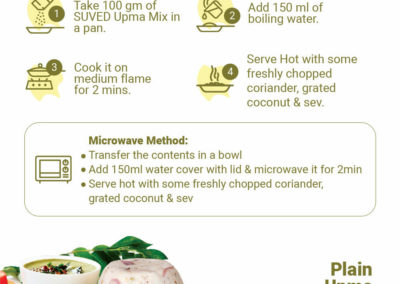 1
Take 100 gm of
SUVED Upma Mix in
a pan.
2
Add 150 ml of
boiling water.
3
Cook it on
medium flame
for 2 mins.
4
Serve Hot with some
freshly chopped
coriander, grated
coconut & sev.
Microwave Method:
• Transfer the contents in a bowl
• Add 150ml water cover with lid & microwave it for 2min
• Serve hot with some freshly chopped coriander,
grated coconut & sev
Plain
Upma